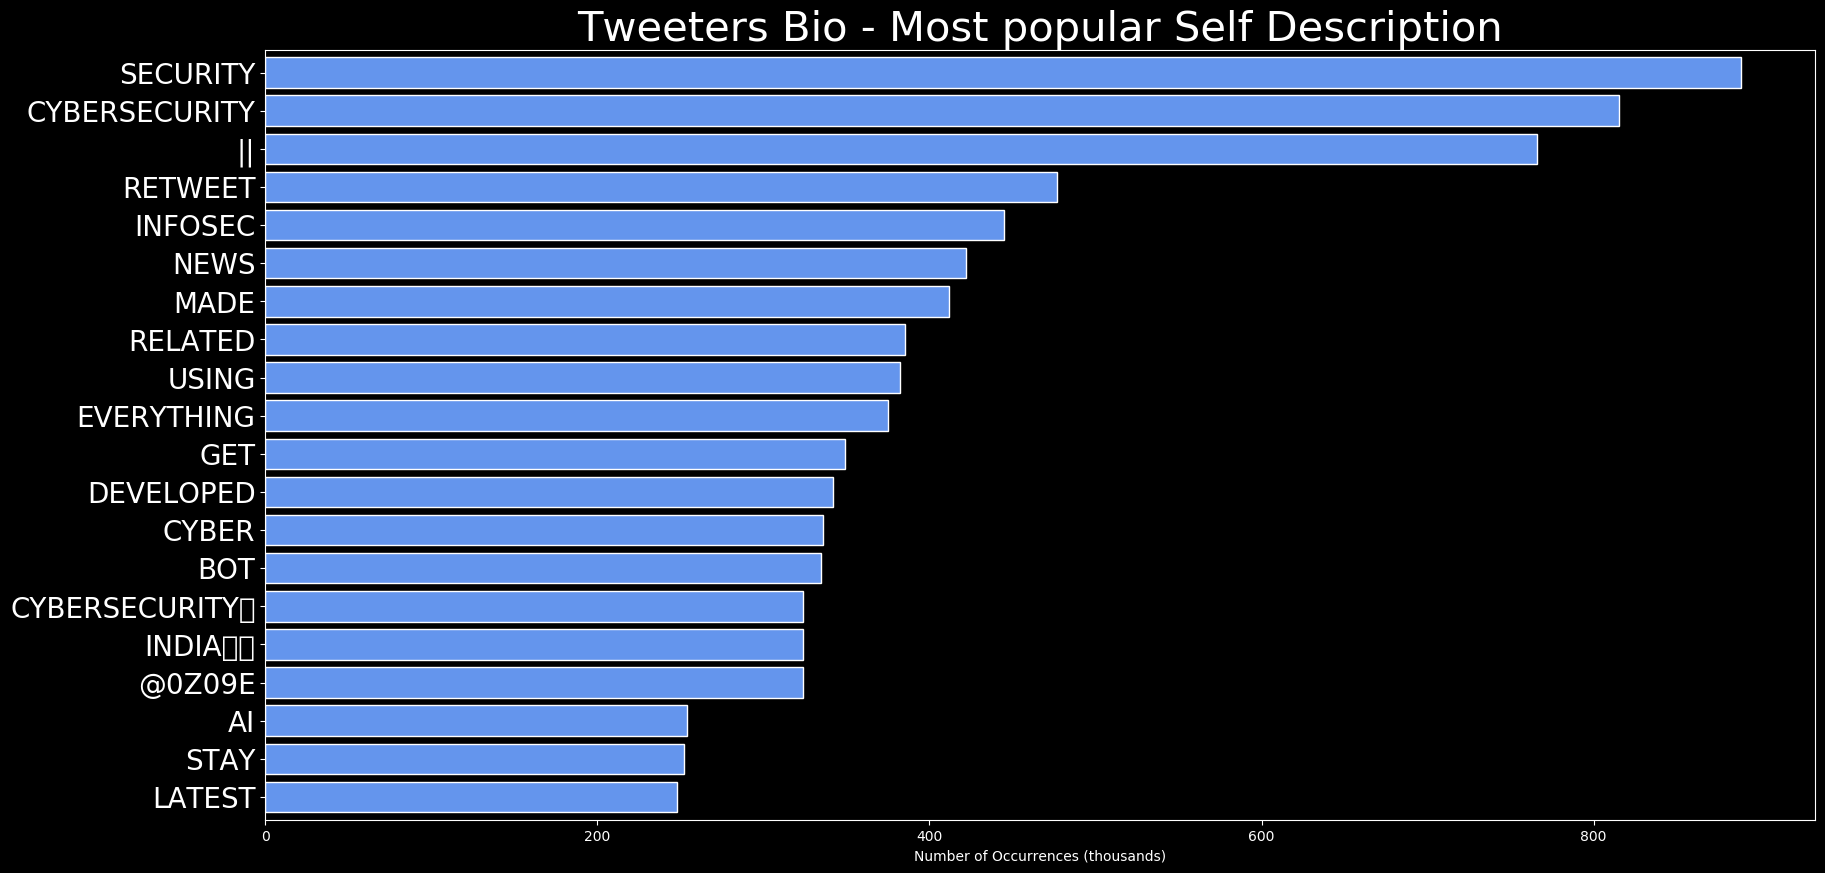 Tweeters Bio - Most popular Self Description
SECURITY
CYBERSECURITY
||
RETWEET
INFOSEC
NEWS
MADE
RELATED
USING
EVERYTHING
GET
DEVELOPED
CYBER
BOT
CYBERSECURITY▯
INDIA▯▯
@0Z09E
AI
STAY
LATEST
0 200 400 600 800
Number of Occurrences (thousands)